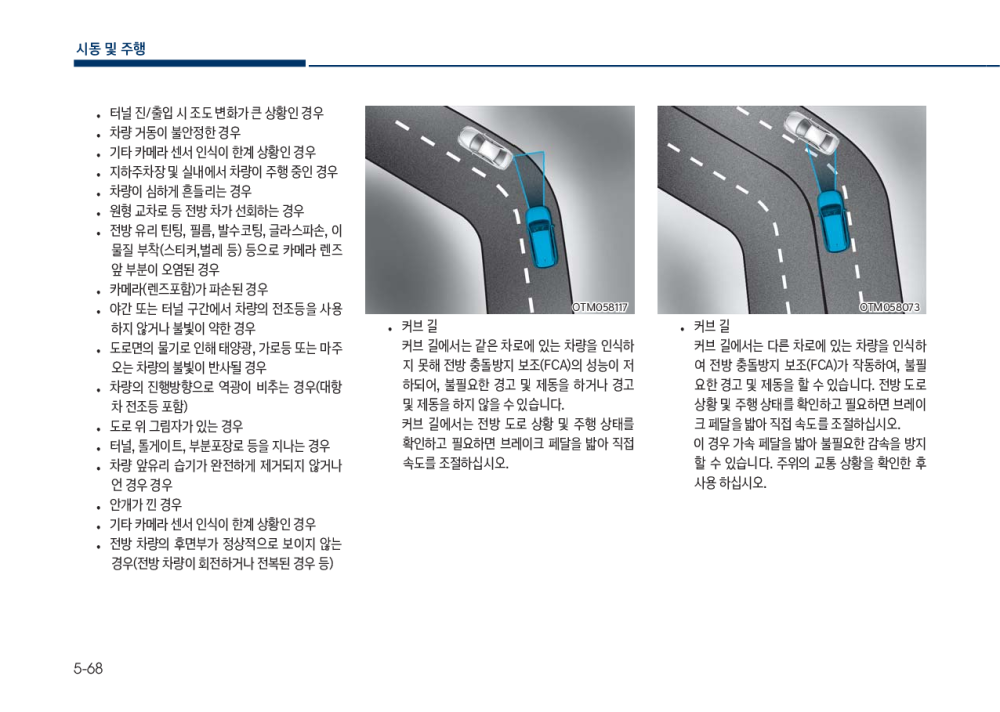 시동 및 주행
• 터널 진/출입 시 조도 변화가 큰 상황인 경우
• 차량 거동이 불안정한 경우
• 기타 카메라 센서 인식이 한계 상황인 경우
• 지하주차장 및 실내에서 차량이 주행 중인 경우
• 차량이 심하게 흔들리는 경우
• 원형 교차로 등 전방 차가 선회하는 경우
• 전방 유리 틴팅, 필름, 발수코팅, 글라스파손, 이
물질 부착(스티커,벌레 등) 등으로 카메라 렌즈
앞 부분이 오염된 경우
• 카메라(렌즈포함)가 파손된 경우
• 야간 또는 터널 구간에서 차량의 전조등을 사용
하지 않거나 불빛이 약한 경우
• 도로면의 물기로 인해 태양광, 가로등 또는 마주
오는 차량의 불빛이 반사될 경우
• 차량의 진행방향으로 역광이 비추는 경우(대항
차 전조등 포함)
• 도로 위 그림자가 있는 경우
• 터널, 톨게이트, 부분포장로 등을 지나는 경우
• 차량 앞유리 습기가 완전하게 제거되지 않거나
언 경우 경우
• 안개가 낀 경우
• 기타 카메라 센서 인식이 한계 상황인 경우
• 전방 차량의 후면부가 정상적으로 보이지 않는
경우(전방 차량이 회전하거나 전복된 경우 등)
OTM058117
• 커브 길
커브 길에서는 같은 차로에 있는 차량을 인식하
지 못해 전방 충돌방지 보조(FCA)의 성능이 저
하되어, 불필요한 경고 및 제동을 하거나 경고
및 제동을 하지 않을 수 있습니다.
커브 길에서는 전방 도로 상황 및 주행 상태를
확인하고 필요하면 브레이크 페달을 밟아 직접
속도를 조절하십시오.
OTM058073
• 커브 길
커브 길에서는 다른 차로에 있는 차량을 인식하
여 전방 충돌방지 보조(FCA)가 작동하여, 불필
요한 경고 및 제동을 할 수 있습니다. 전방 도로
상황 및 주행 상태를 확인하고 필요하면 브레이
크 페달을 밟아 직접 속도를 조절하십시오.
이 경우 가속 페달을 밟아 불필요한 감속을 방지
할 수 있습니다. 주위의 교통 상황을 확인한 후
사용 하십시오.
5-68